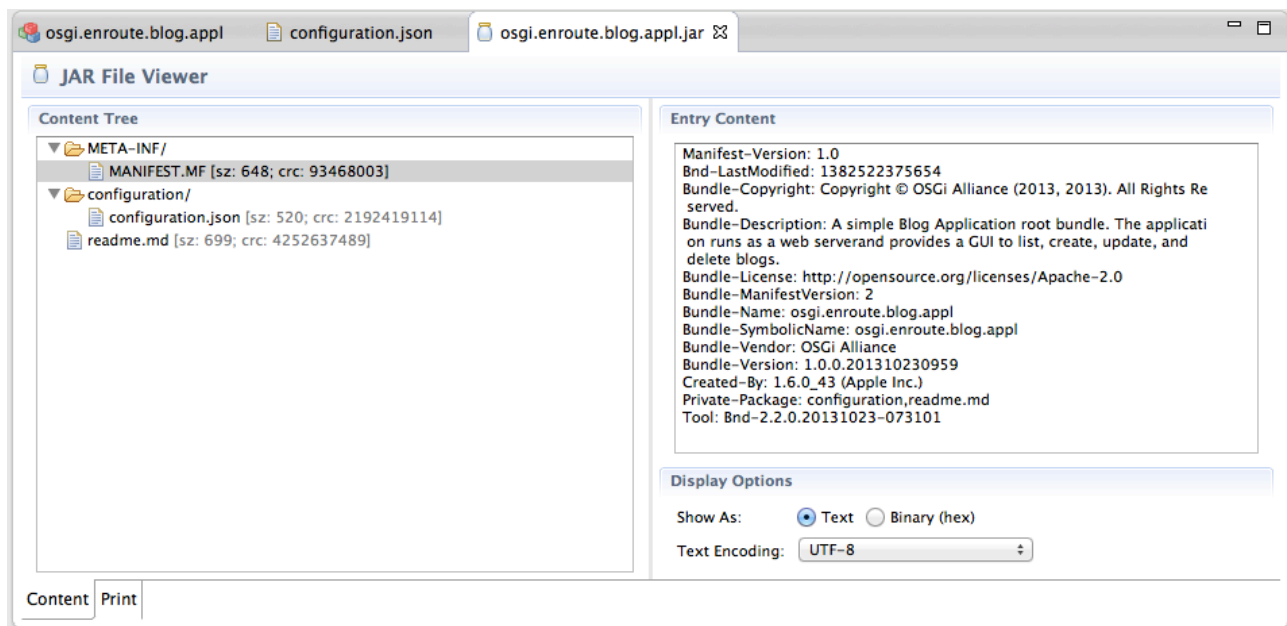 osgi.enroute.blog.appl configuration.json osgi.enroute.blog.appl.jar
JAR File Viewer
Content Tree
META-INF/
MANIFEST.MF [sz: 648; crc: 93468003]
configuration/
configuration.json [sz: 520; crc: 2192419114]
readme.md [sz: 699; crc: 4252637489]
Entry Content
Manifest-Version: 1.0
Bnd-LastModified: 1382522375654
Bundle-Copyright: Copyright © OSGi Alliance (2013, 2013). All Rights Re
served.
Bundle-Description: A simple Blog Application root bundle. The applicati
on runs as a web serverand provides a GUI to list, create, update, and
delete blogs.
Bundle-License: http://opensource.org/licenses/Apache-2.0
Bundle-ManifestVersion: 2
Bundle-Name: osgi.enroute.blog.appl
Bundle-SymbolicName: osgi.enroute.blog.appl
Bundle-Vendor: OSGi Alliance
Bundle-Version: 1.0.0.201310230959
Created-By: 1.6.0_43 (Apple Inc.)
Private-Package: configuration,readme.md
Tool: Bnd-2.2.0.20131023-073101
Display Options
Show As: Text Binary (hex)
Text Encoding: UTF-8
Content Print